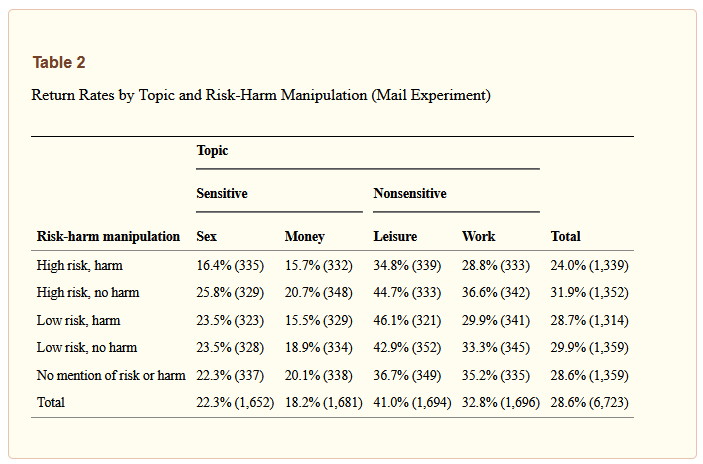 Table 2
Return Rates by Topic and Risk-Harm Manipulation (Mail Experiment)
Topic
Sensitive Nonsensitive
Risk-harm manipulation Sex Money Leisure Work Total
High risk, harm 16.4% (335) 15.7% (332) 34.8% (339) 28.8% (333) 24.0% (1,339)
High risk, no harm 25.8% (329) 20.7% (348) 44.7% (333) 36.6% (342) 31.9% (1,352)
Low risk, harm 23.5% (323) 15.5% (329) 46.1% (321) 29.9% (341) 28.7% (1,314)
Low risk, no harm 23.5% (328) 18.9% (334) 42.9% (352) 33.3% (345) 29.9% (1,359)
No mention of risk or harm 22.3% (337) 20.1% (338) 36.7% (349) 35.2% (335) 28.6% (1,359)
Total 22.3% (1,652) 18.2% (1,681) 41.0% (1,694) 32.8% (1,696) 28.6% (6,723)